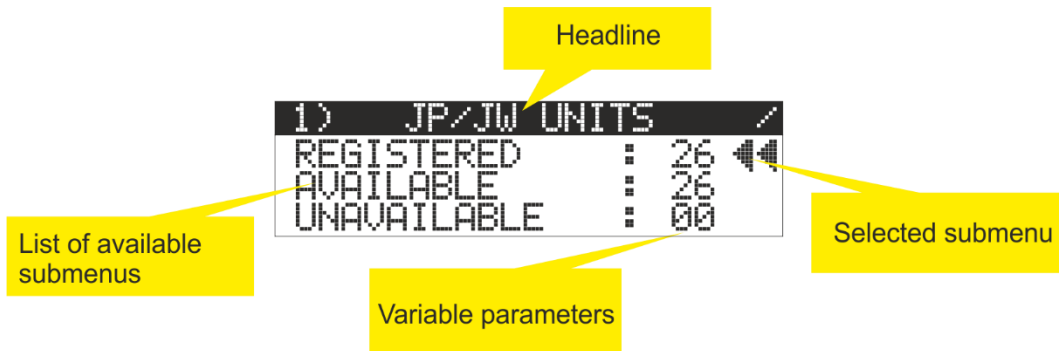 Headline
1) JP/JW UNITS /
REGISTERED : 26
AVAILABLE : 26
UNAVAILABLE : 00
List of available
submenus
Selected submenu
Variable parameters